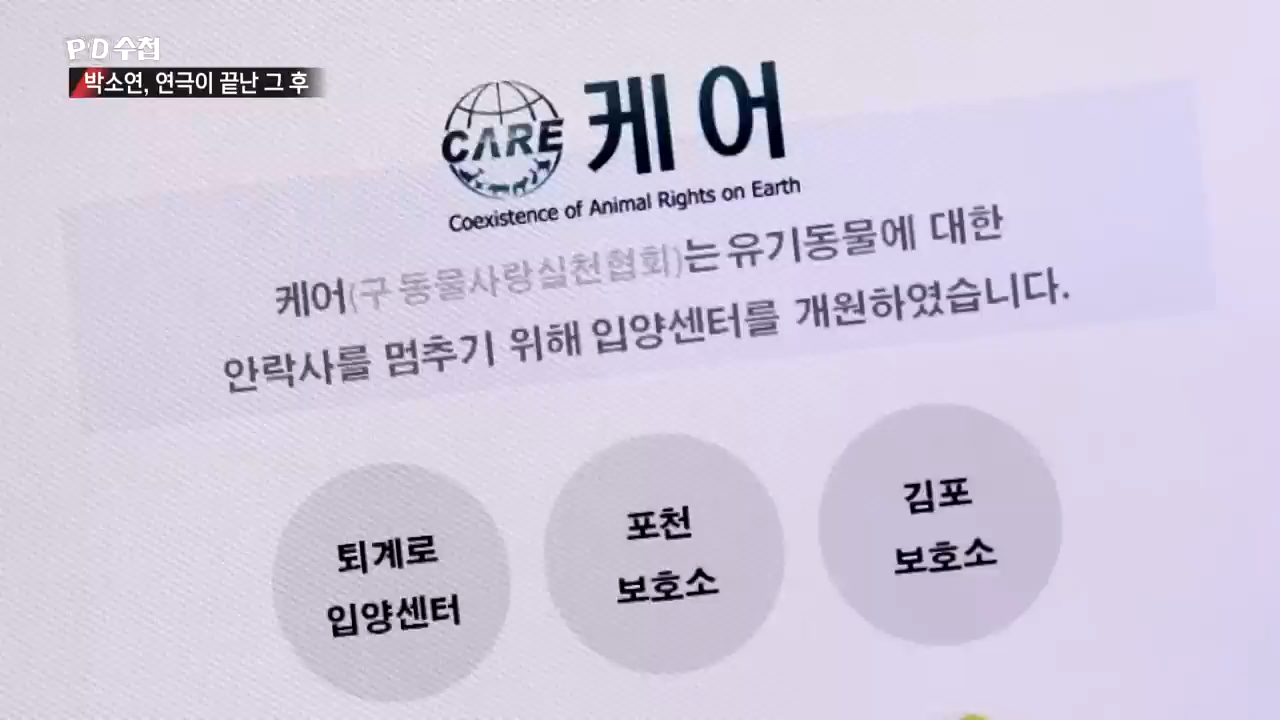 PD수첩
박소연, 연극이 끝난 그 후
CARE
케어
Coexistence of Animal Rights on Earth
케어(구 동물사랑실천협회)는 유기동물에 대한
안락사를 멈추기 위해 입양센터를 개원하였습니다.
퇴계로
입양센터
포천
보호소
김포
보호소